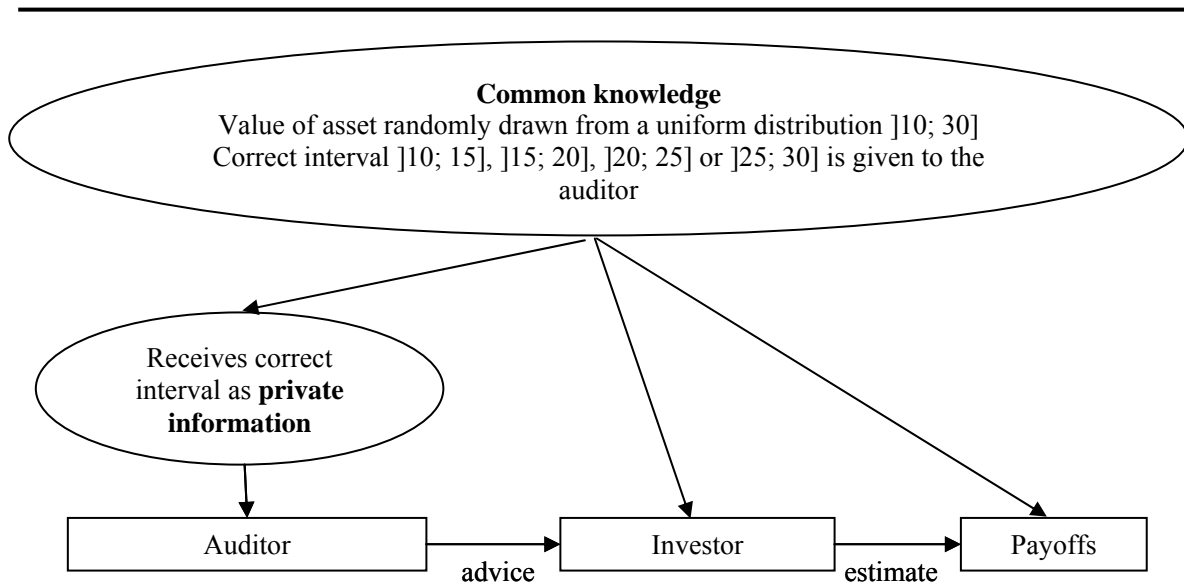 Common knowledge
Value of asset randomly drawn from a uniform distribution ]10; 30]
Correct interval ]10; 15], ]15; 20], ]20; 25] or ]25; 30] is given to the
auditor
Receives correct
interval as private
information
Auditor
advice
Investor
estimate
Payoffs